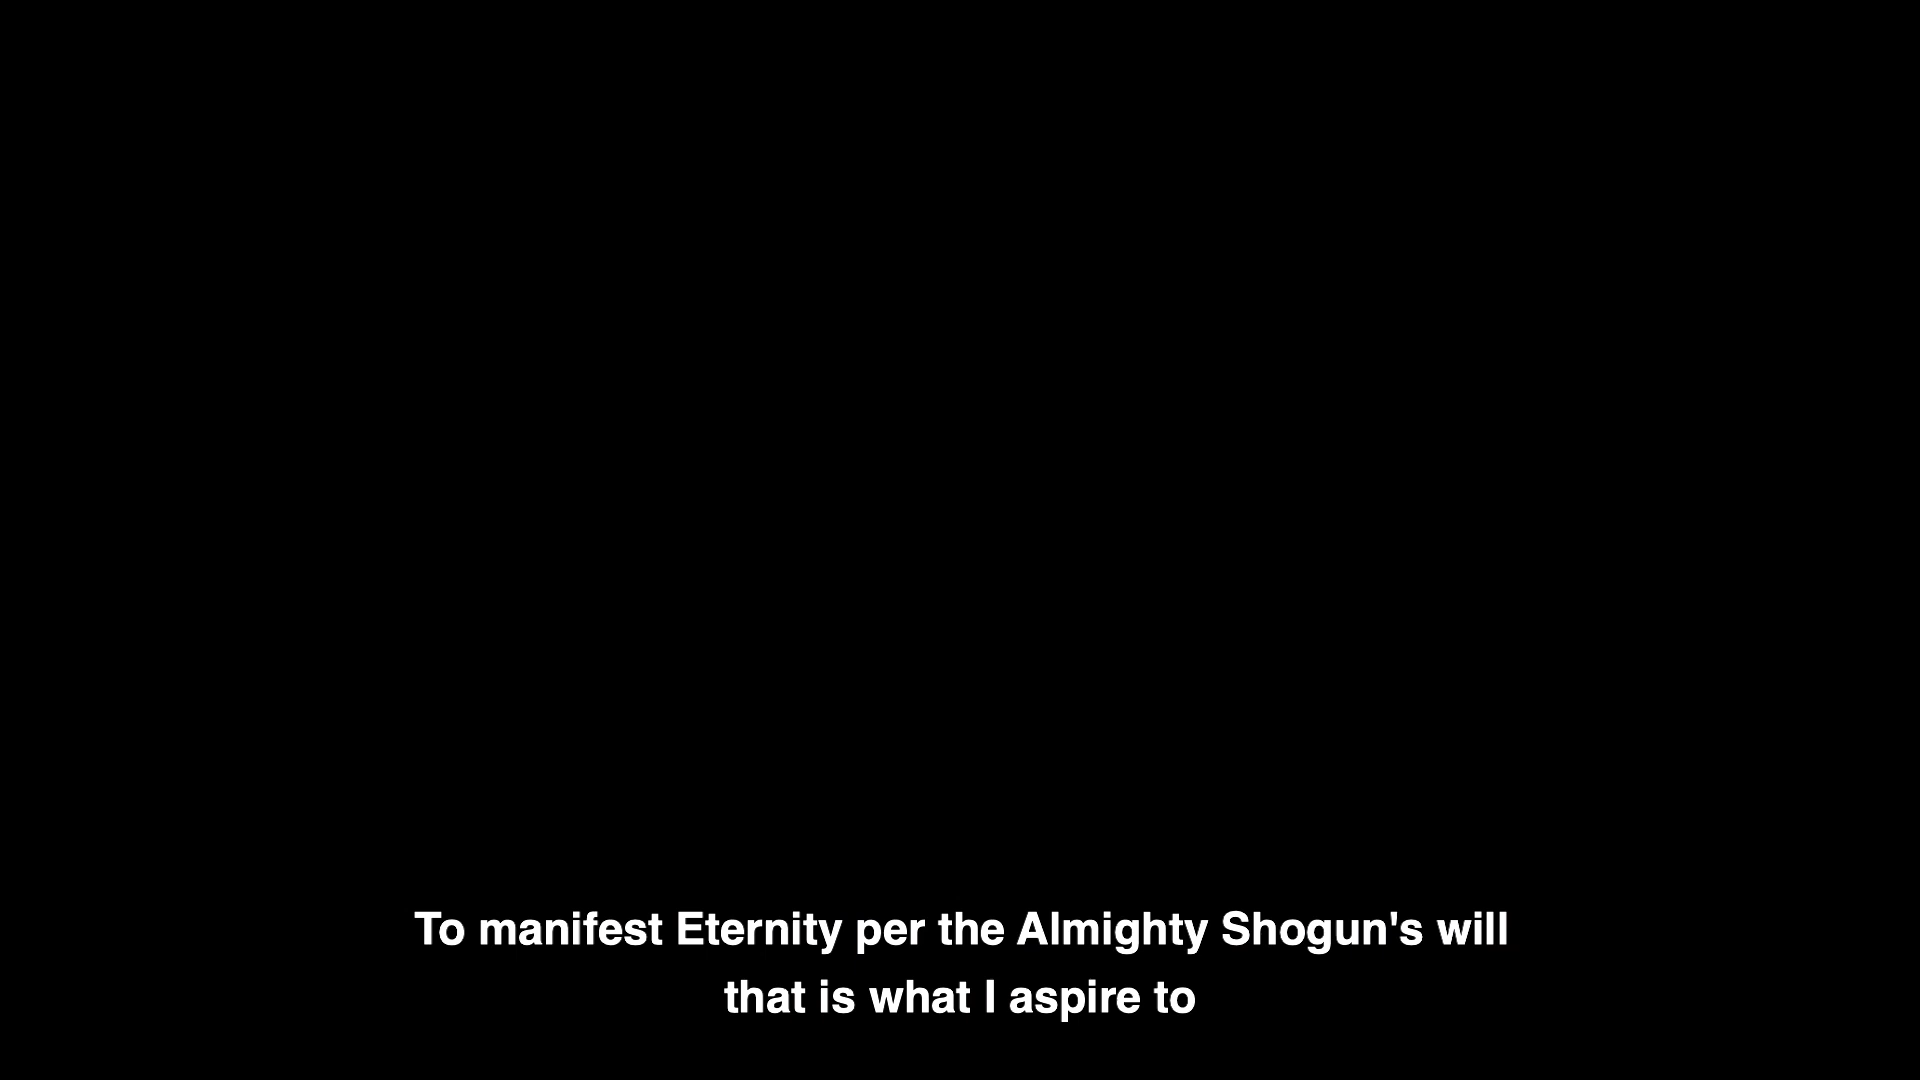 To manifest Eternity per the Almighty Shogun's will
that is what I aspire to